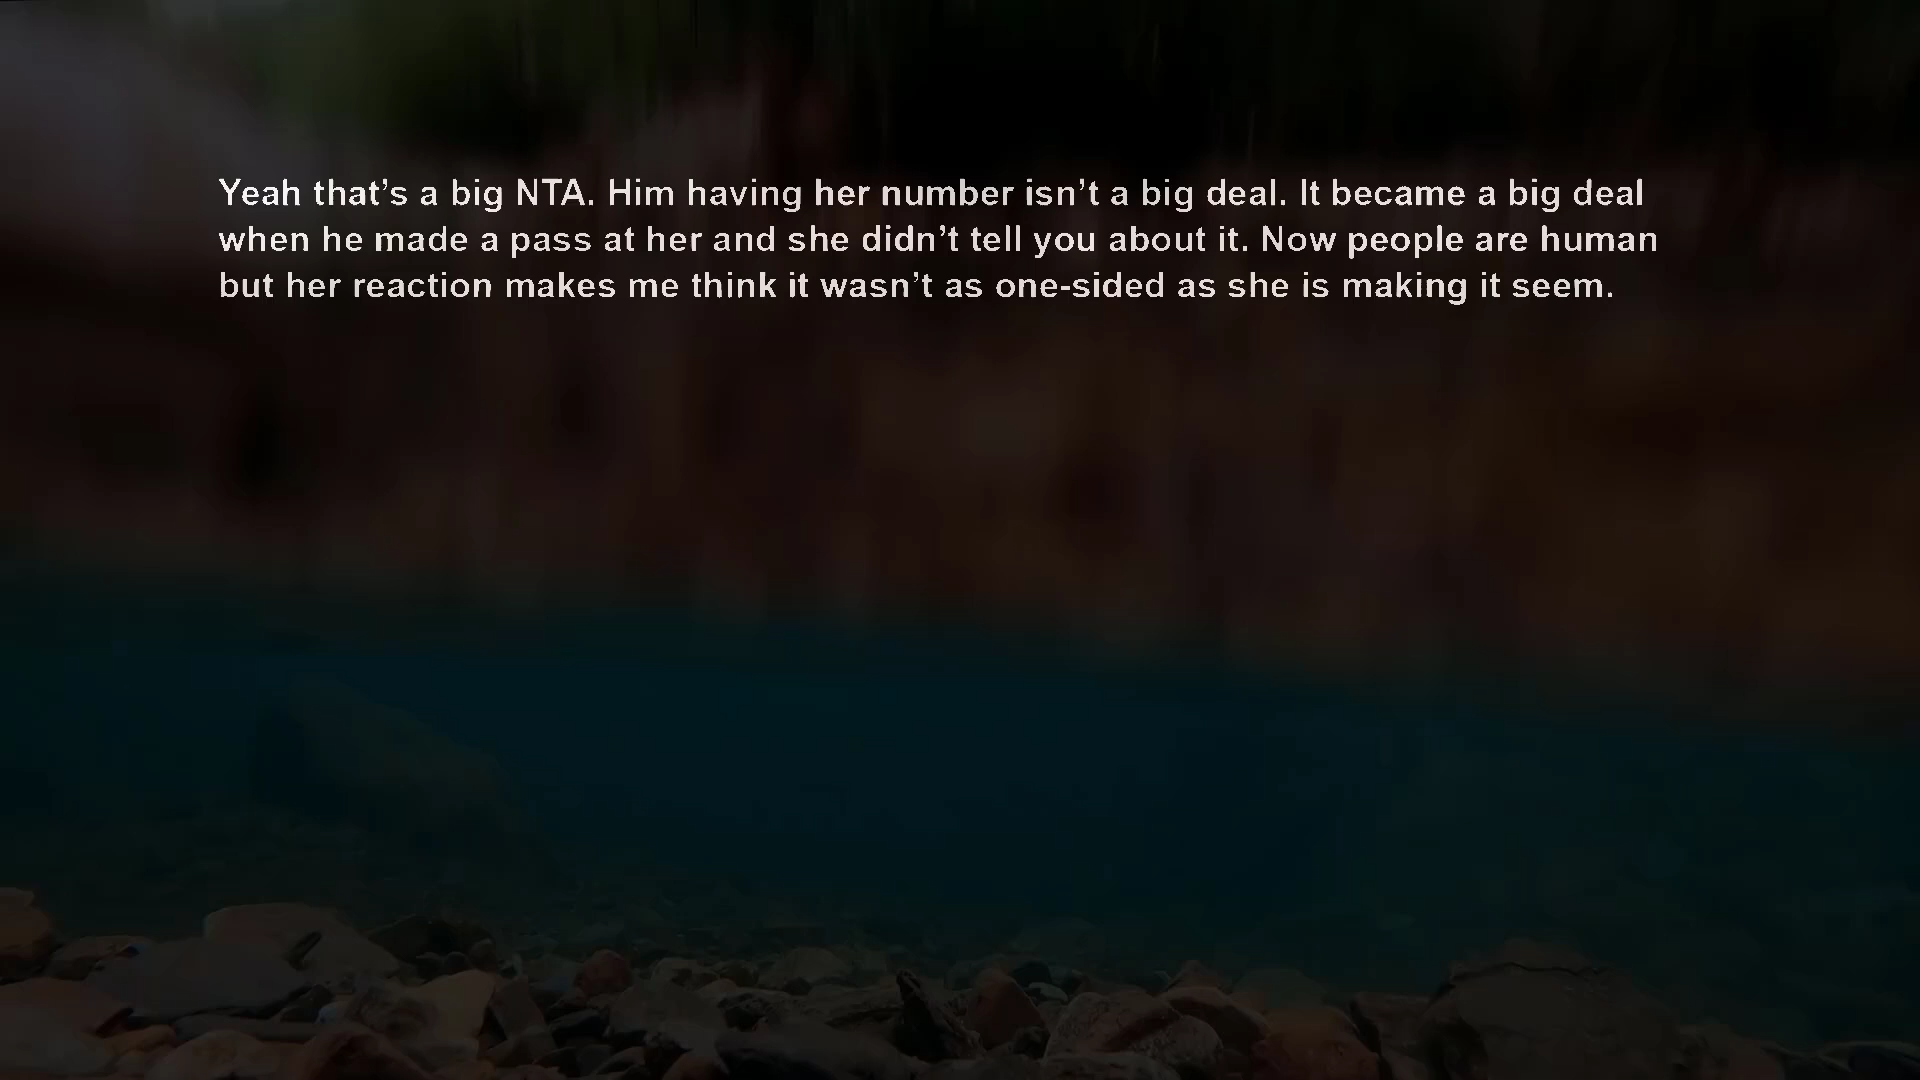 Yeah that’s a big NTA. Him having her number isn’t a big deal. It became a big deal
when he made a pass at her and she didn’t tell you about it. Now people are human
but her reaction makes me think it wasn’t as one-sided as she is making it seem.